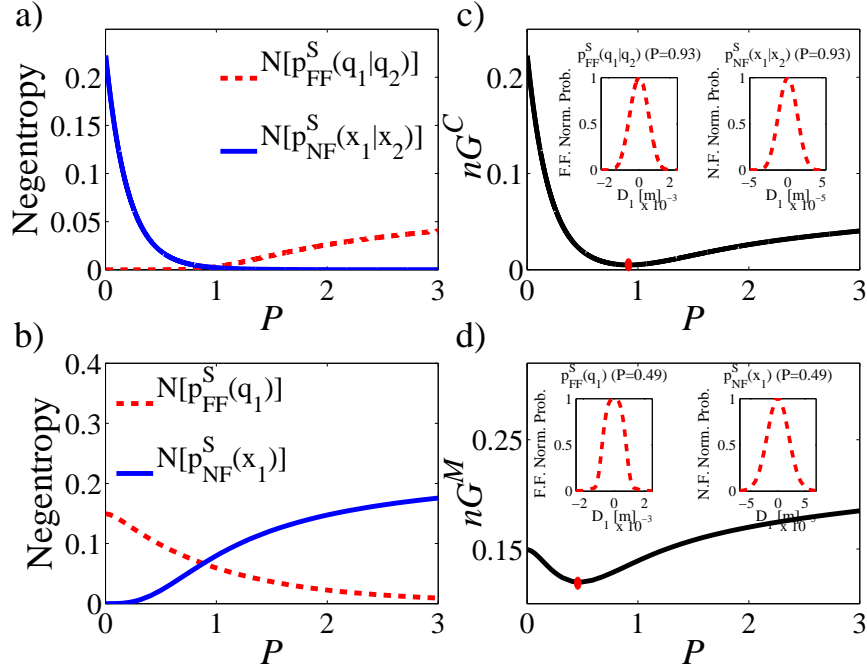 a)
Negentropy
0.2
0.15
0.1
0.05
0
N[p^S_FF(q_1|q_2)]
N[p^S_NF(x_1|x_2)]
0 1 2 3
P
c)
nG^C
0.2
0.1
0
p^S_FF(q_1|q_2) (P=0.93)
F.F. Norm. Prob.
1
0.5
0
−2 0 2
D_1 [m]
x 10^−3
p^S_NF(x_1|x_2) (P=0.93)
N.F. Norm. Prob.
1
0.5
0
−5 0 5
D_1 [m]
x 10^−5
0 1 2 3
P
b)
Negentropy
0.4
0.3
0.2
0.1
0
N[p^S_FF(q_1)]
N[p^S_NF(x_1)]
0 1 2 3
P
d)
nG^M
0.25
0.15
p^S_FF(q_1) (P=0.49)
F.F. Norm. Prob.
1
0.5
0
−2 0 2
D_1 [m]
x 10^−3
p^S_NF(x_1) (P=0.49)
N.F. Norm. Prob.
1
0.5
0
−5 0 5
D_1 [m]
x 10
0 1 2 3
P